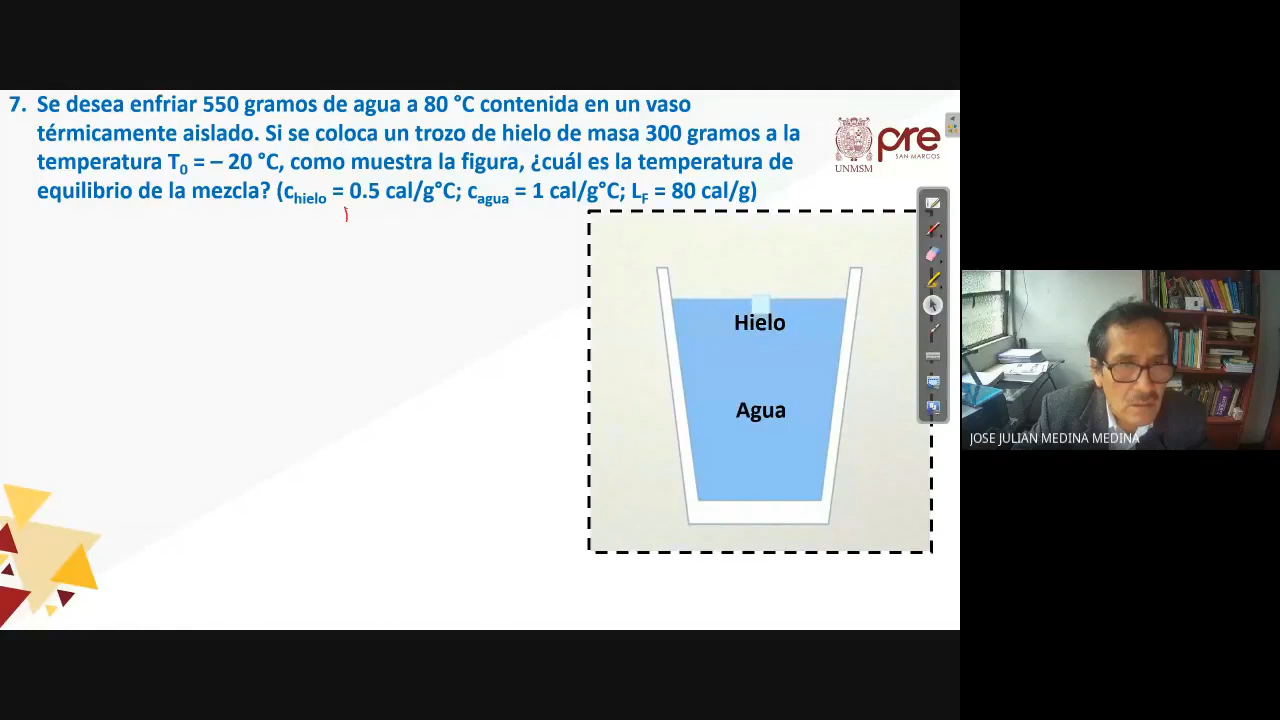 7. Se desea enfriar 550 gramos de agua a 80 °C contenida en un vaso
térmicamente aislado. Si se coloca un trozo de hielo de masa 300 gramos a la
temperatura T0 = – 20 °C, como muestra la figura, ¿cuál es la temperatura de
equilibrio de la mezcla? (chielo = 0.5 cal/g°C; cagua = 1 cal/g°C; LF = 80 cal/g)
UNMSM
pre
SAN MARCOS
Hielo
Agua
JOSE JULIAN MEDINA MEDINA